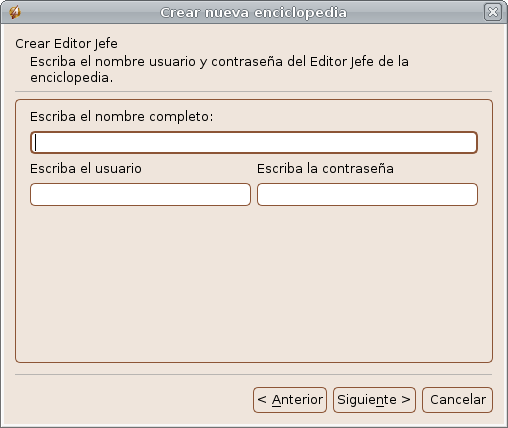 Crear nueva enciclopedia
Crear Editor Jefe
Escriba el nombre usuario y contraseña del Editor Jefe de la
enciclopedia.
Escriba el nombre completo:
Escriba el usuario
Escriba la contraseña
< Anterior
Siguiente >
Cancelar